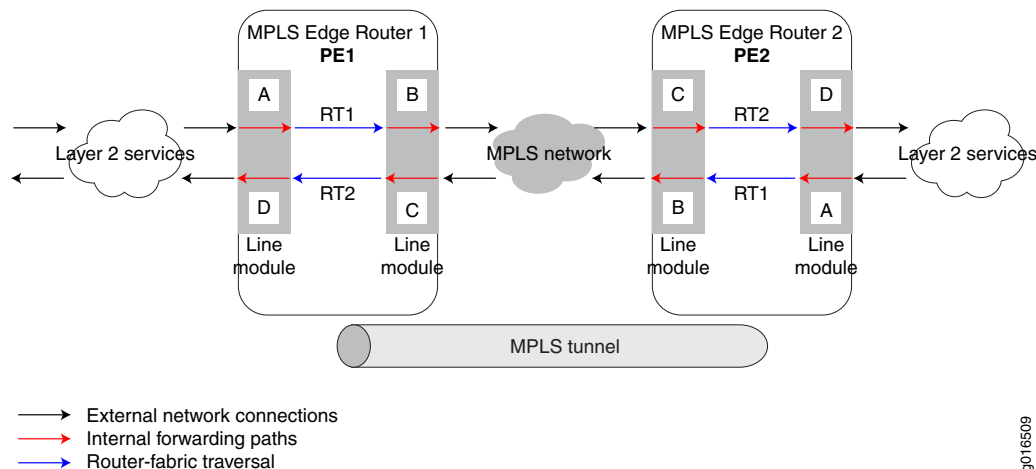 MPLS Edge Router 1
PE1
MPLS Edge Router 2
PE2
A
B
C
D
RT1
RT2
Layer 2 services
MPLS network
Layer 2 services
RT2
RT1
D
C
B
A
Line
module
Line
module
Line
module
Line
module
MPLS tunnel
External network connections
Internal forwarding paths
Router-fabric traversal
g016509